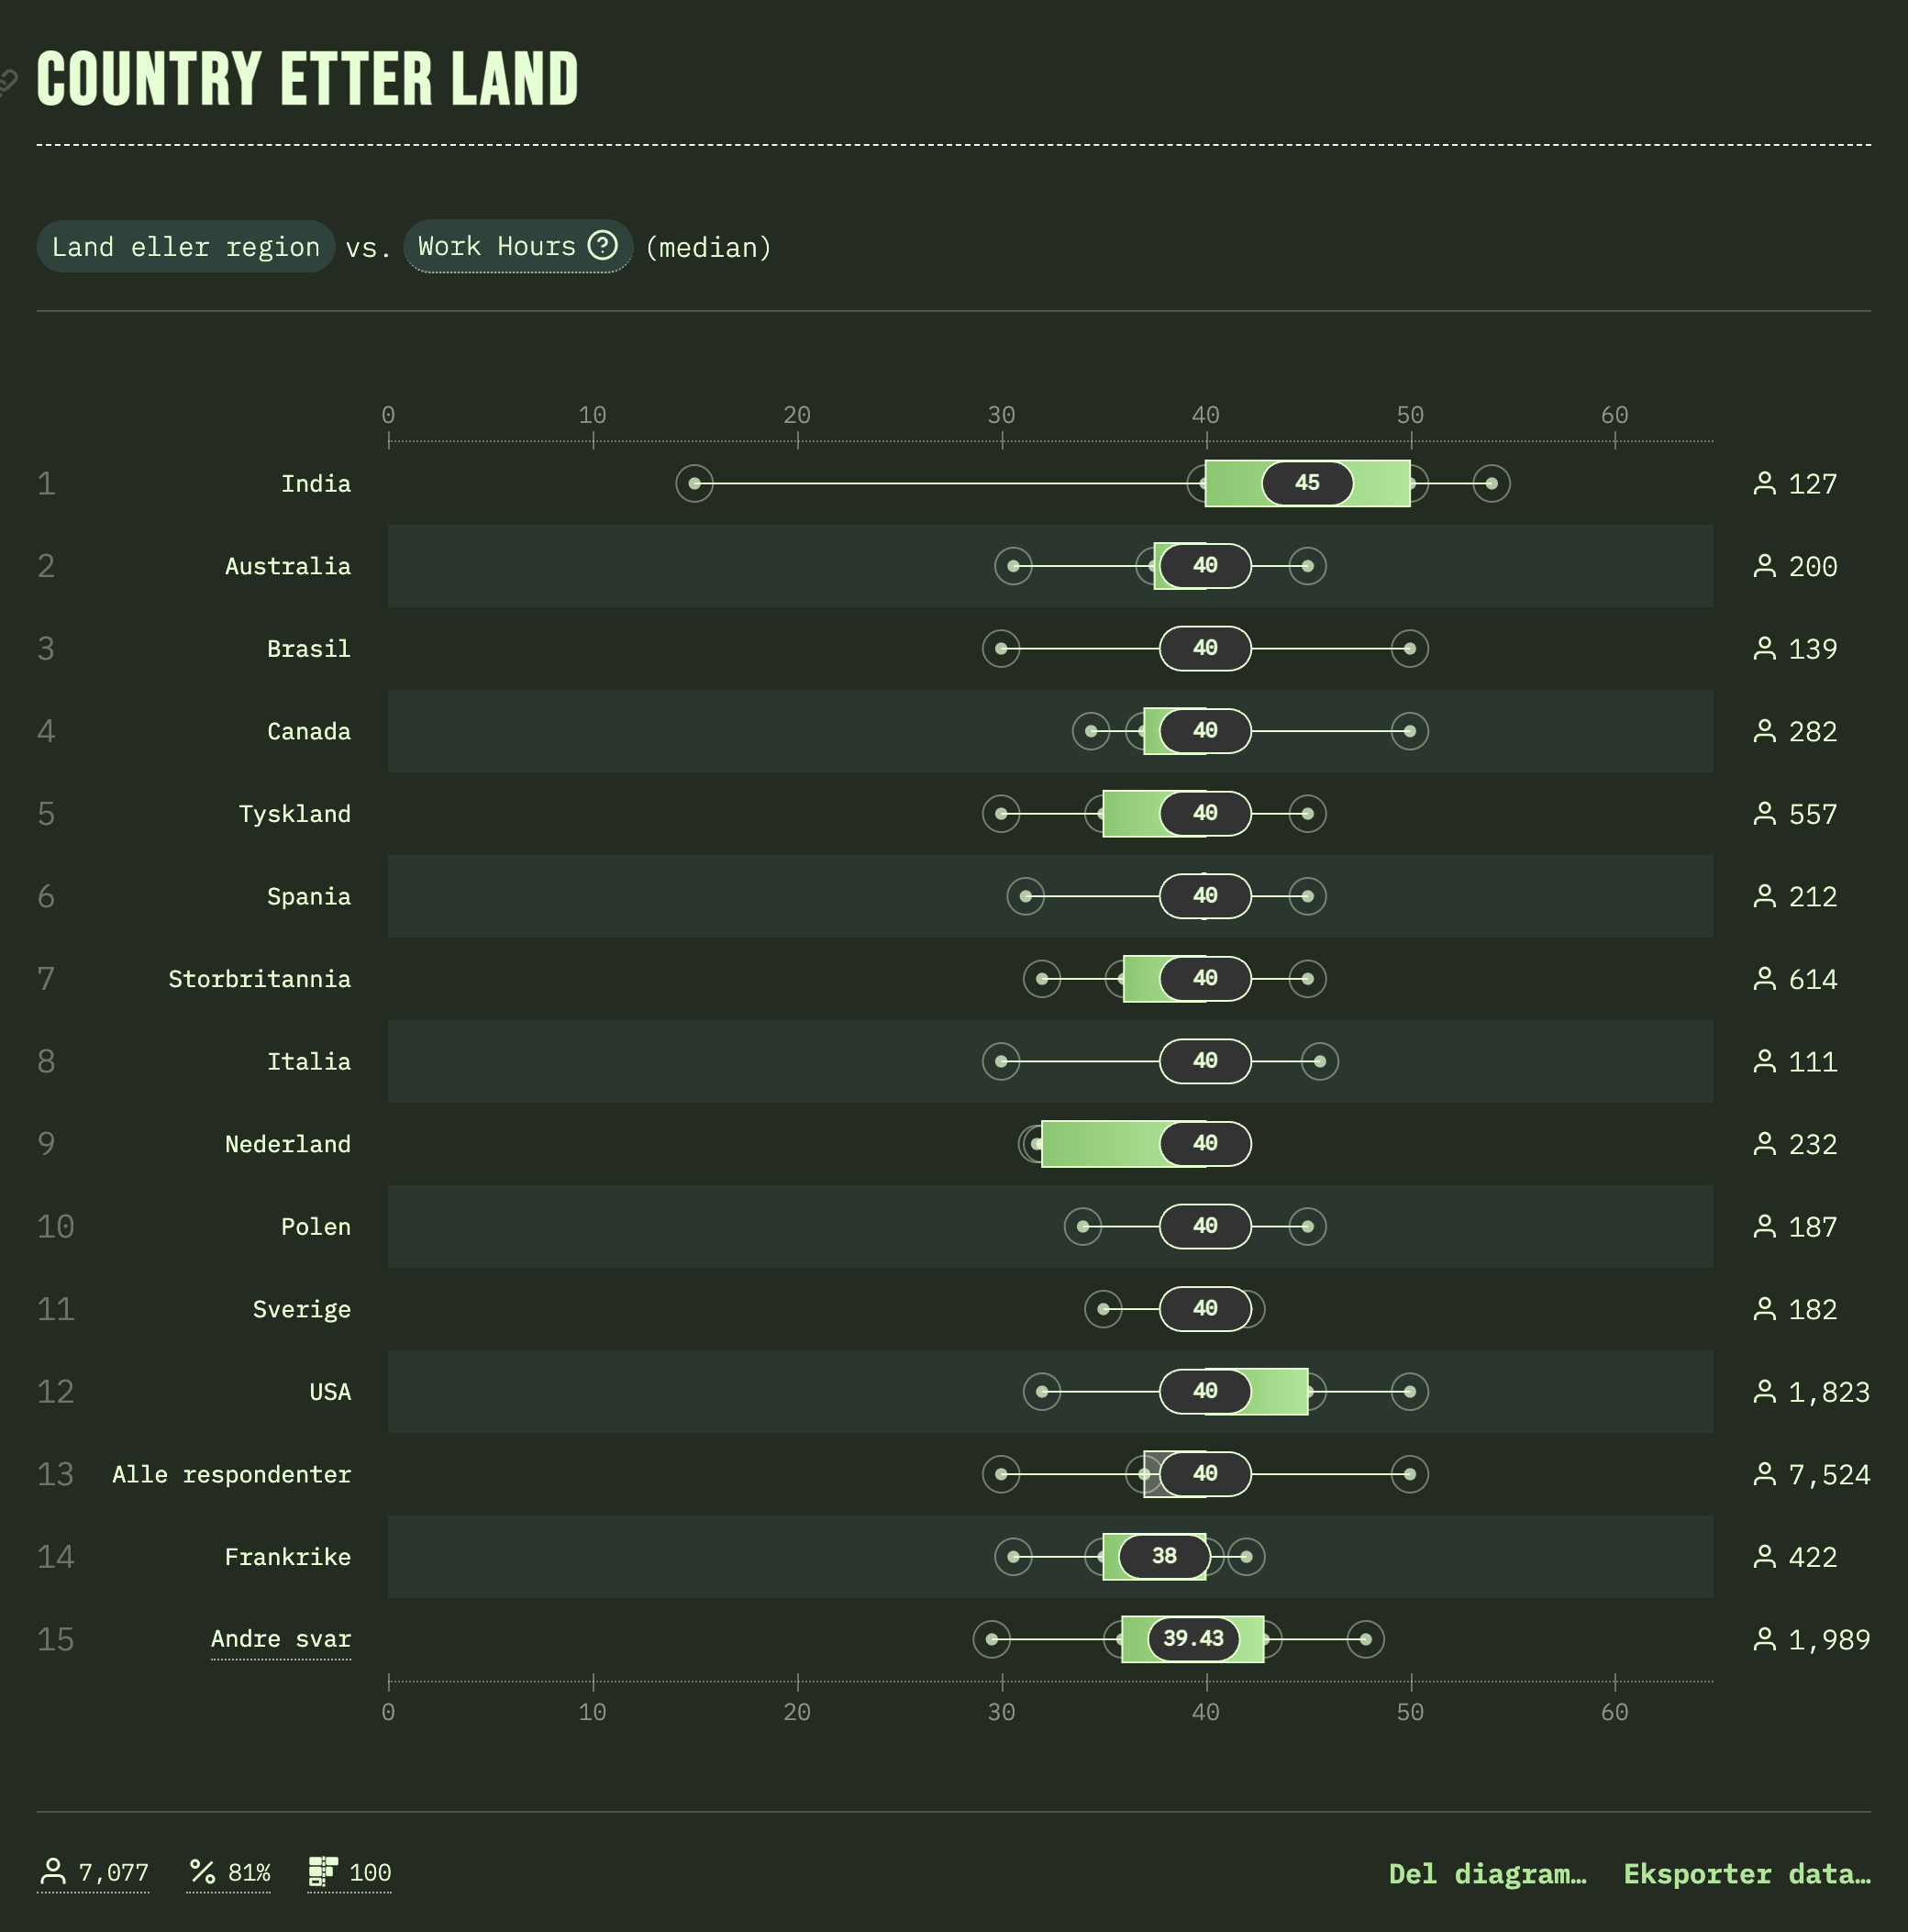 COUNTRY ETTER LAND
Land eller region vs. Work Hours (median)
0 10 20 30 40 50 60
1 India 45 127
2 Australia 40 200
3 Brasil 40 139
4 Canada 40 282
5 Tyskland 40 557
6 Spania 40 212
7 Storbritannia 40 614
8 Italia 40 111
9 Nederland 40 232
10 Polen 40 187
11 Sverige 40 182
12 USA 40 1,823
13 Alle respondenter 40 7,524
14 Frankrike 38 422
15 Andre svar 39.43 1,989
0 10 20 30 40 50 60
7,077 81% 100 Del diagram… Eksporter data…